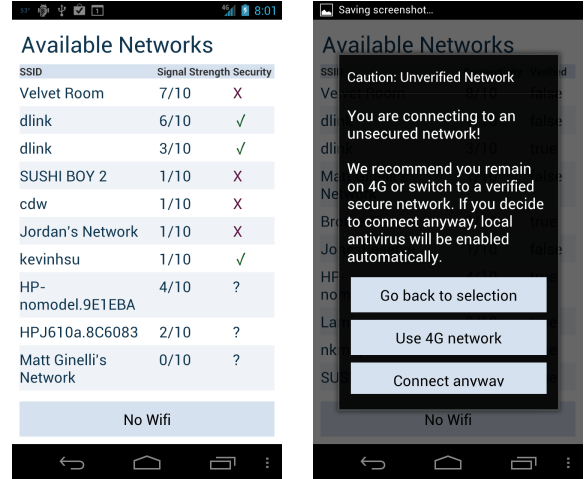 53° 4G 8:01
Available Networks
SSID Signal Strength Security
Velvet Room 7/10 X
dlink 6/10 √
dlink 3/10 √
SUSHI BOY 2 1/10 X
cdw 1/10 X
Jordan's Network 1/10 X
kevinhsu 1/10 √
HP- 4/10 ?
nomodel.9E1EBA
HPJ610a.8C6083 2/10 ?
Matt Ginelli's 0/10 ?
Network
No Wifi
Saving screenshot...
Available Networks
Caution: Unverified Network
You are connecting to an
unsecured network!
We recommend you remain
on 4G or switch to a verified
secure network. If you decide
to connect anyway, local
antivirus will be enabled
automatically.
Go back to selection
Use 4G network
Connect anyway
No Wifi